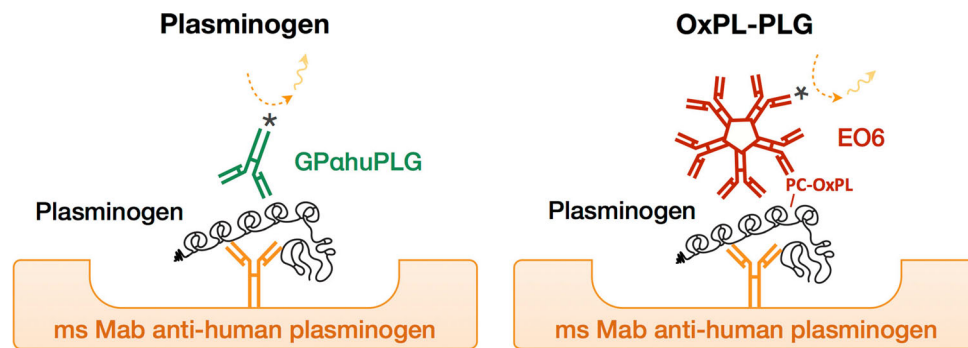 Plasminogen
*
GPαhuPLG
Plasminogen
ms Mab anti-human plasminogen
OxPL-PLG
*
EO6
PC-OxPL
Plasminogen
ms Mab anti-human plasminogen